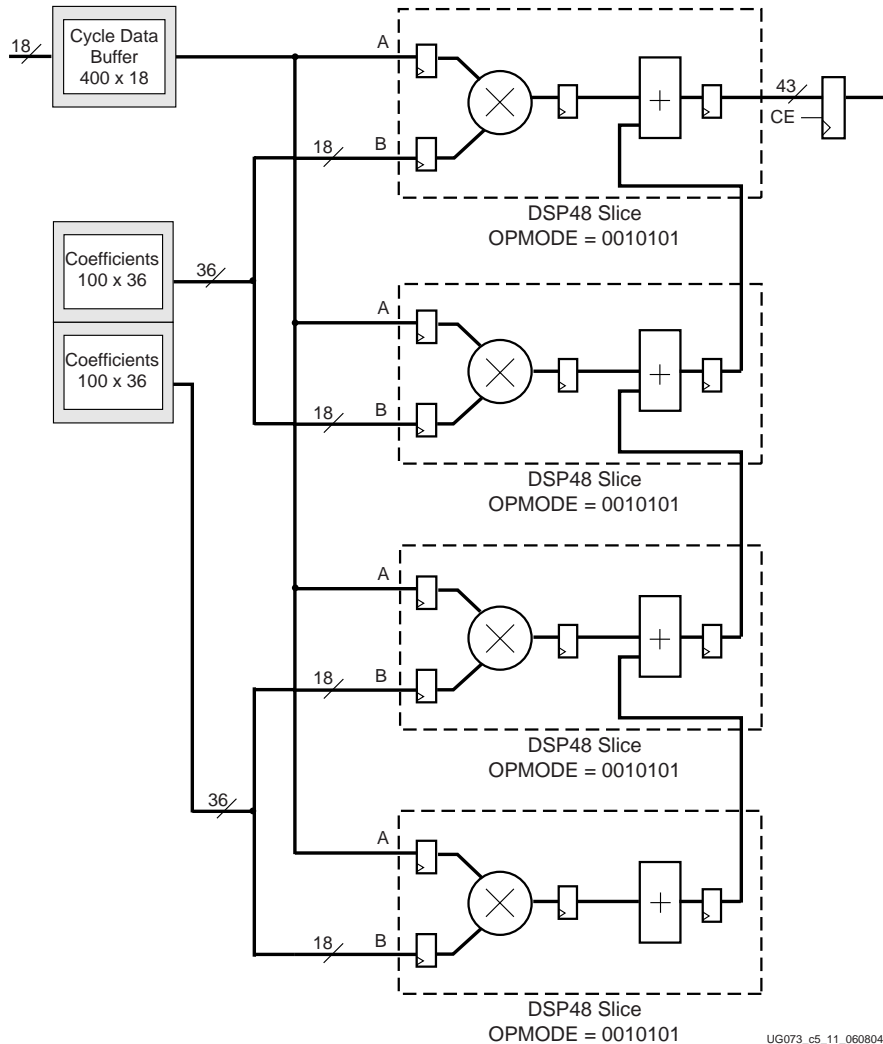 18
Cycle Data
Buffer
400 x 18
A
43
CE
18
B
DSP48 Slice
OPMODE = 0010101
Coefficients
100 x 36
36
A
Coefficients
100 x 36
18
B
DSP48 Slice
OPMODE = 0010101
A
18
B
DSP48 Slice
OPMODE = 0010101
36
A
18
B
DSP48 Slice
OPMODE = 0010101
UG073_c5_11_060804